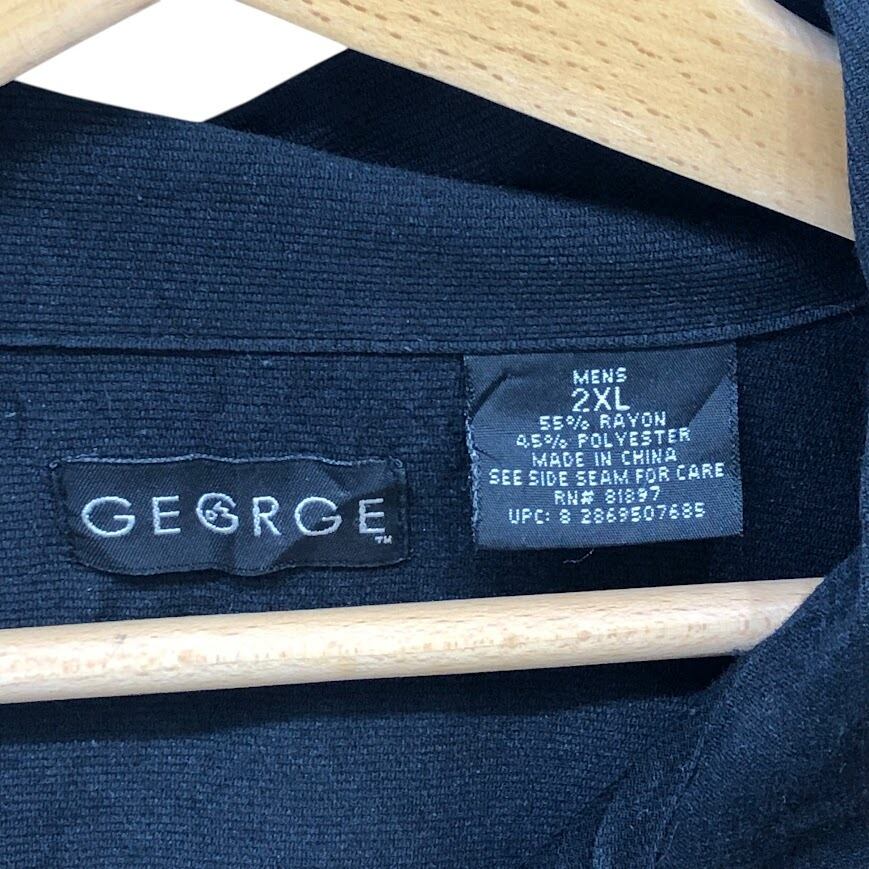 GEORGE
TM
MENS
2XL
55% RAYON
45% POLYESTER
MADE IN CHINA
SEE SIDE SEAM FOR CARE
RN# 81897
UPC: 8 2869507685